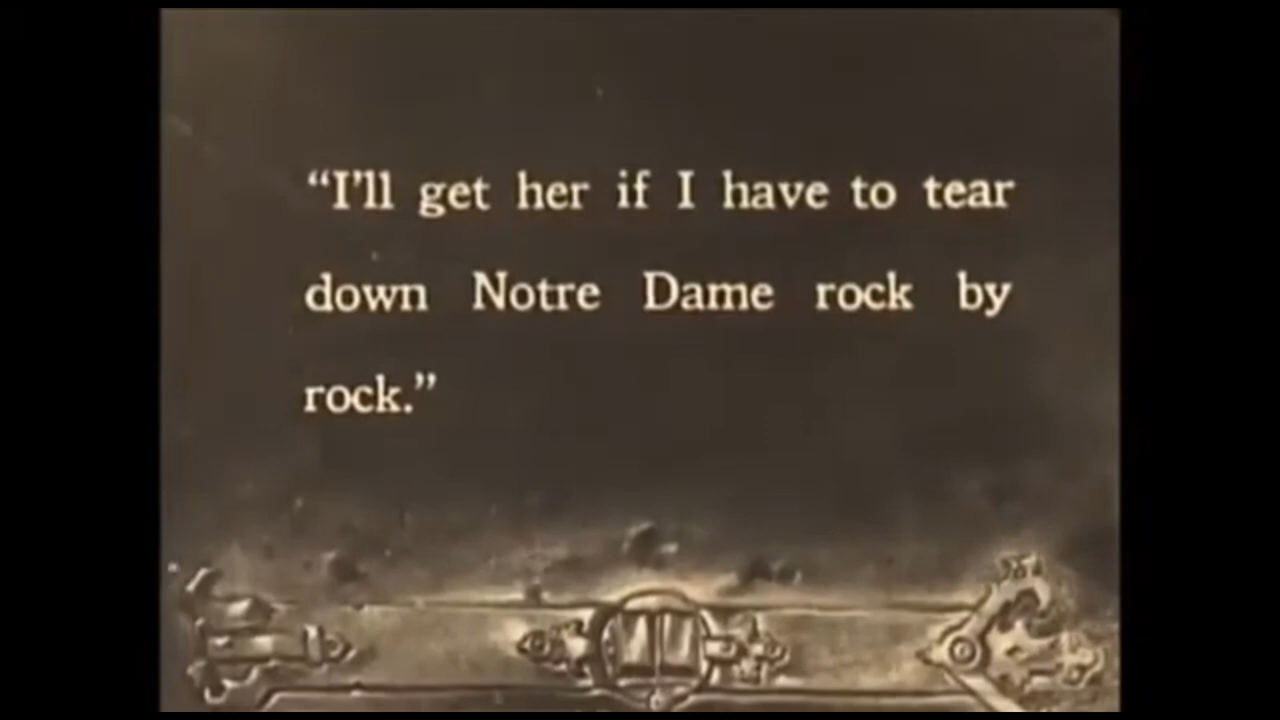 “I’ll get her if I have to tear
down Notre Dame rock by
rock.”